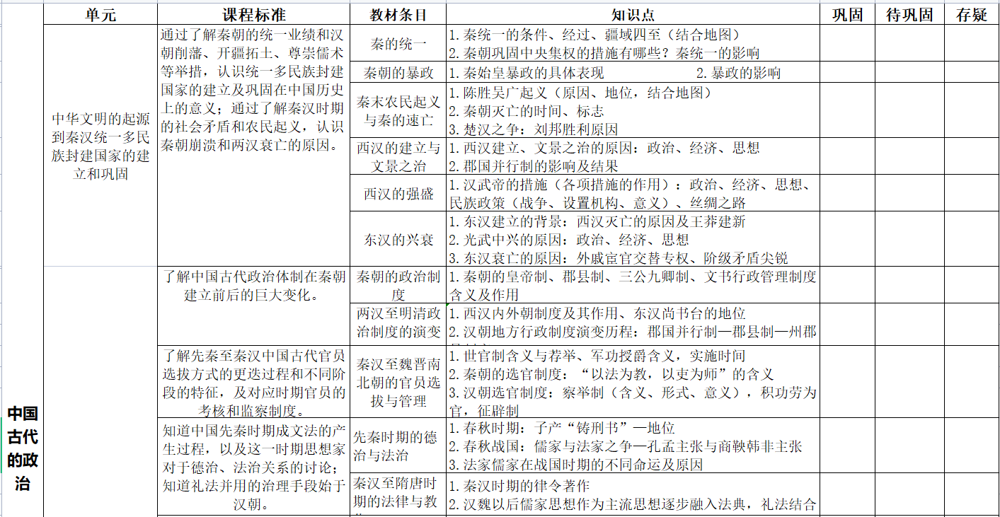 单元 课程标准 教材条目 知识点 巩固 待巩固 存疑
中国
古代
的政
治
中华文明的起源
到秦汉统一多民
族封建国家的建
立和巩固
通过了解秦朝的统一业绩和汉
朝削藩、开疆拓土、尊崇儒术
等举措，认识统一多民族封建
国家的建立及巩固在中国历史
上的意义；通过了解秦汉时期
的社会矛盾和农民起义，认识
秦朝崩溃和两汉衰亡的原因。
秦的统一
1.秦统一的条件、经过、疆域四至（结合地图）
2.秦朝巩固中央集权的措施有哪些？秦统一的影响
秦朝的暴政
1.秦始皇暴政的具体表现 2.暴政的影响
秦末农民起义
与秦的速亡
1.陈胜吴广起义（原因、地位，结合地图）
2.秦朝灭亡的时间、标志
3.楚汉之争：刘邦胜利原因
西汉的建立与
文景之治
1.西汉建立、文景之治的原因：政治、经济、思想
2.郡国并行制的影响及结果
西汉的强盛
1.汉武帝的措施（各项措施的作用）：政治、经济、思想、
民族政策（战争、设置机构、意义）、丝绸之路
东汉的兴衰
1.东汉建立的背景：西汉灭亡的原因及王莽建新
2.光武中兴的原因：政治、经济、思想
3.东汉衰亡的原因：外戚宦官交替专权、阶级矛盾尖锐
了解中国古代政治体制在秦朝
建立前后的巨大变化。
秦朝的政治制
度
1.秦朝的皇帝制、郡县制、三公九卿制、文书行政管理制度
含义及作用
两汉至明清政
治制度的演变
1.西汉内外朝制度及其作用、东汉尚书台的地位
2.汉朝地方行政制度演变历程：郡国并行制—郡县制—州郡
了解先秦至秦汉中国古代官员
选拔方式的更迭过程和不同阶
段的特征，及对应时期官员的
考核和监察制度。
秦汉至魏晋南
北朝的官员选
拔与管理
1.世官制含义与荐举、军功授爵含义，实施时间
2.秦朝的选官制度：“以法为教，以吏为师”的含义
3.汉朝选官制度：察举制（含义、形式、意义），积功劳为
官，征辟制
知道中国先秦时期成文法的产
生过程，以及这一时期思想家
对于德治、法治关系的讨论；
知道礼法并用的治理手段始于
汉朝。
先秦时期的德
治与法治
1.春秋时期：子产“铸刑书”—地位
2.春秋战国：儒家与法家之争—孔孟主张与商鞅韩非主张
3.法家儒家在战国时期的不同命运及原因
秦汉至隋唐时
期的法律与教
1.秦汉时期的律令著作
2.汉魏以后儒家思想作为主流思想逐步融入法典，礼法结合